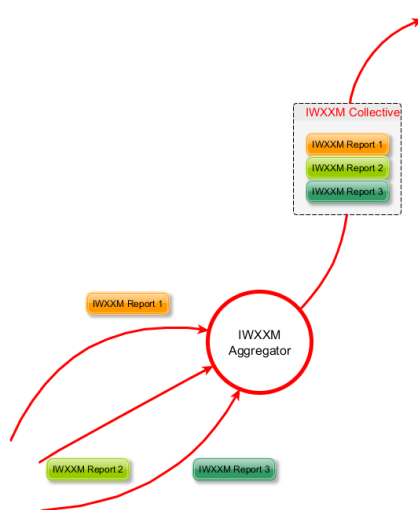 IWXXM Collective
IWXXM Report 1
IWXXM Report 2
IWXXM Report 3
IWXXM Report 1
IWXXM
Aggregator
IWXXM Report 2
IWXXM Report 3